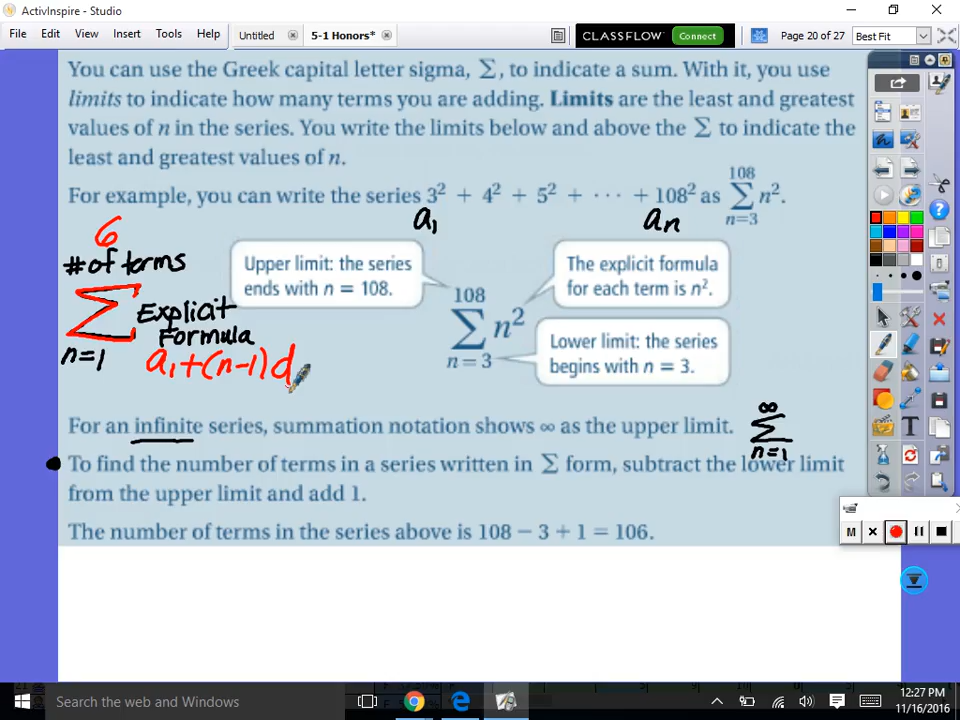 ActivInspire - Studio
File Edit View Insert Tools Help Untitled 5-1 Honors* CLASSFLOW Connect Page 20 of 27 Best Fit
You can use the Greek capital letter sigma, Σ, to indicate a sum. With it, you use
limits to indicate how many terms you are adding. Limits are the least and greatest
values of n in the series. You write the limits below and above the Σ to indicate the
least and greatest values of n.
108
For example, you can write the series 3² + 4² + 5² + ··· + 108² as Σ n².
n=3
a₁ an
6
# of terms
Σ Explicit
Formula
n=1
a₁+(n-1)d
Upper limit: the series
ends with n = 108.
The explicit formula
for each term is n².
108
Σ n²
n = 3
Lower limit: the series
begins with n = 3.
For an infinite series, summation notation shows ∞ as the upper limit.
∞
Σ
n=1
To find the number of terms in a series written in Σ form, subtract the lower limit
from the upper limit and add 1.
The number of terms in the series above is 108 − 3 + 1 = 106.
M
Search the web and Windows
12:27 PM
11/16/2016